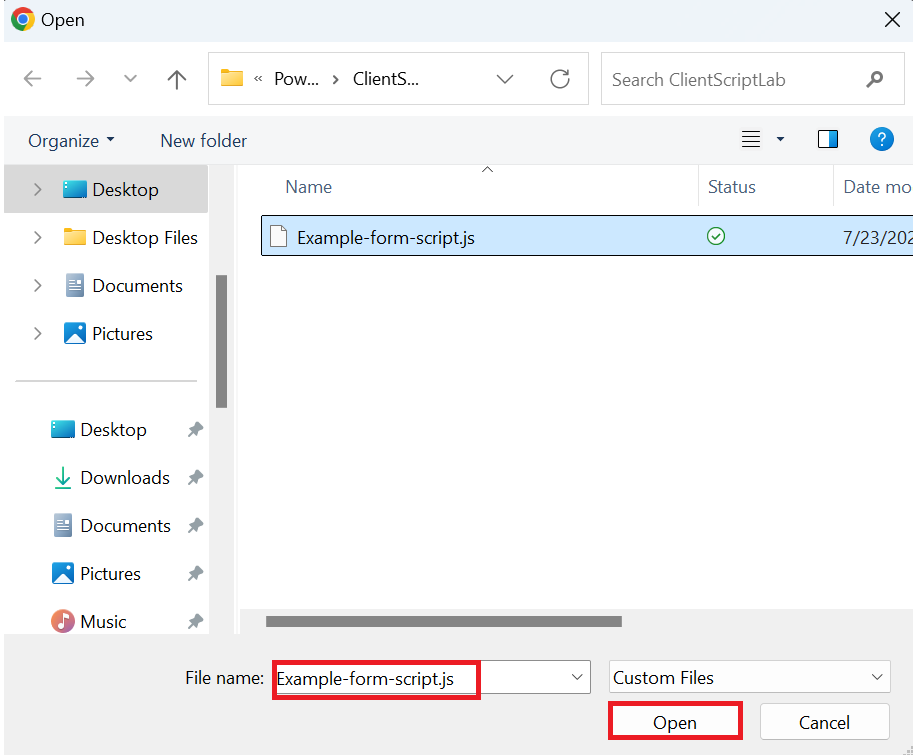 Open
« Pow... › ClientS...
Search ClientScriptLab
Organize
New folder
?
Desktop
Desktop Files
Documents
Pictures
Desktop
Downloads
Documents
Pictures
Music
Name
Status
Date mo
Example-form-script.js
7/23/202
File name:
Example-form-script.js
Custom Files
Open
Cancel